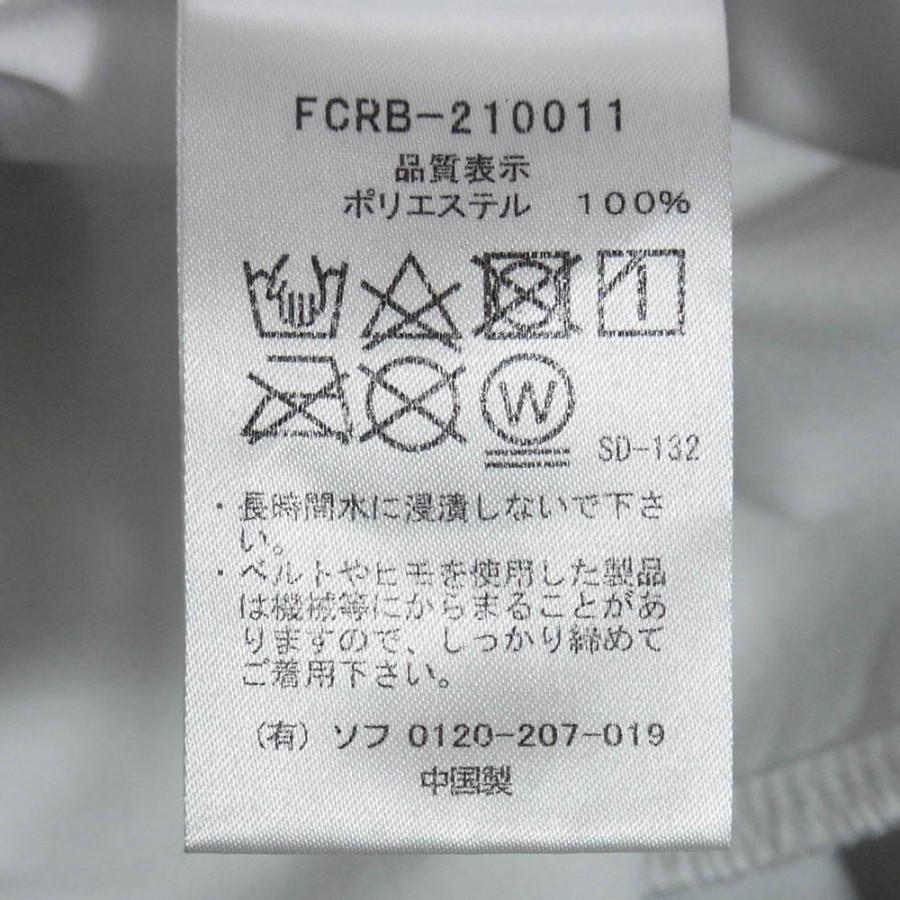 FCRB-210011
品質表示
ポリエステル 100%
W
SD-132
・長時間水に浸漬しないで下さ
い。
・ベルトやヒモを使用した製品
は機械等にからまることがあ
りますので、しっかり締めて
ご着用下さい。
(有) ソフ 0120-207-019
中国製